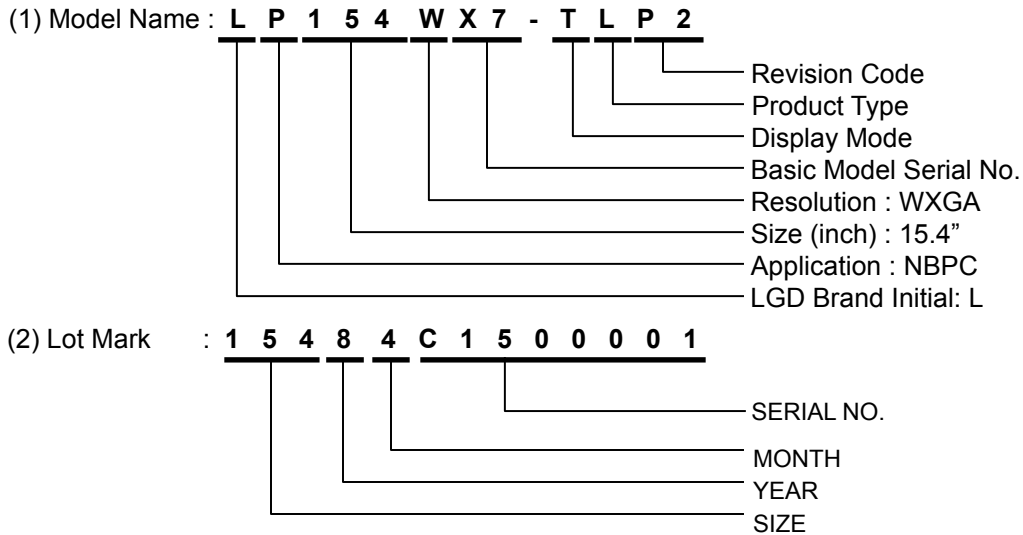 (1) Model Name : L P 1 5 4 W X 7 - T L P 2
Revision Code
Product Type
Display Mode
Basic Model Serial No.
Resolution : WXGA
Size (inch) : 15.4”
Application : NBPC
LGD Brand Initial: L
(2) Lot Mark : 1 5 4 8 4 C 1 5 0 0 0 0 1
SERIAL NO.
MONTH
YEAR
SIZE